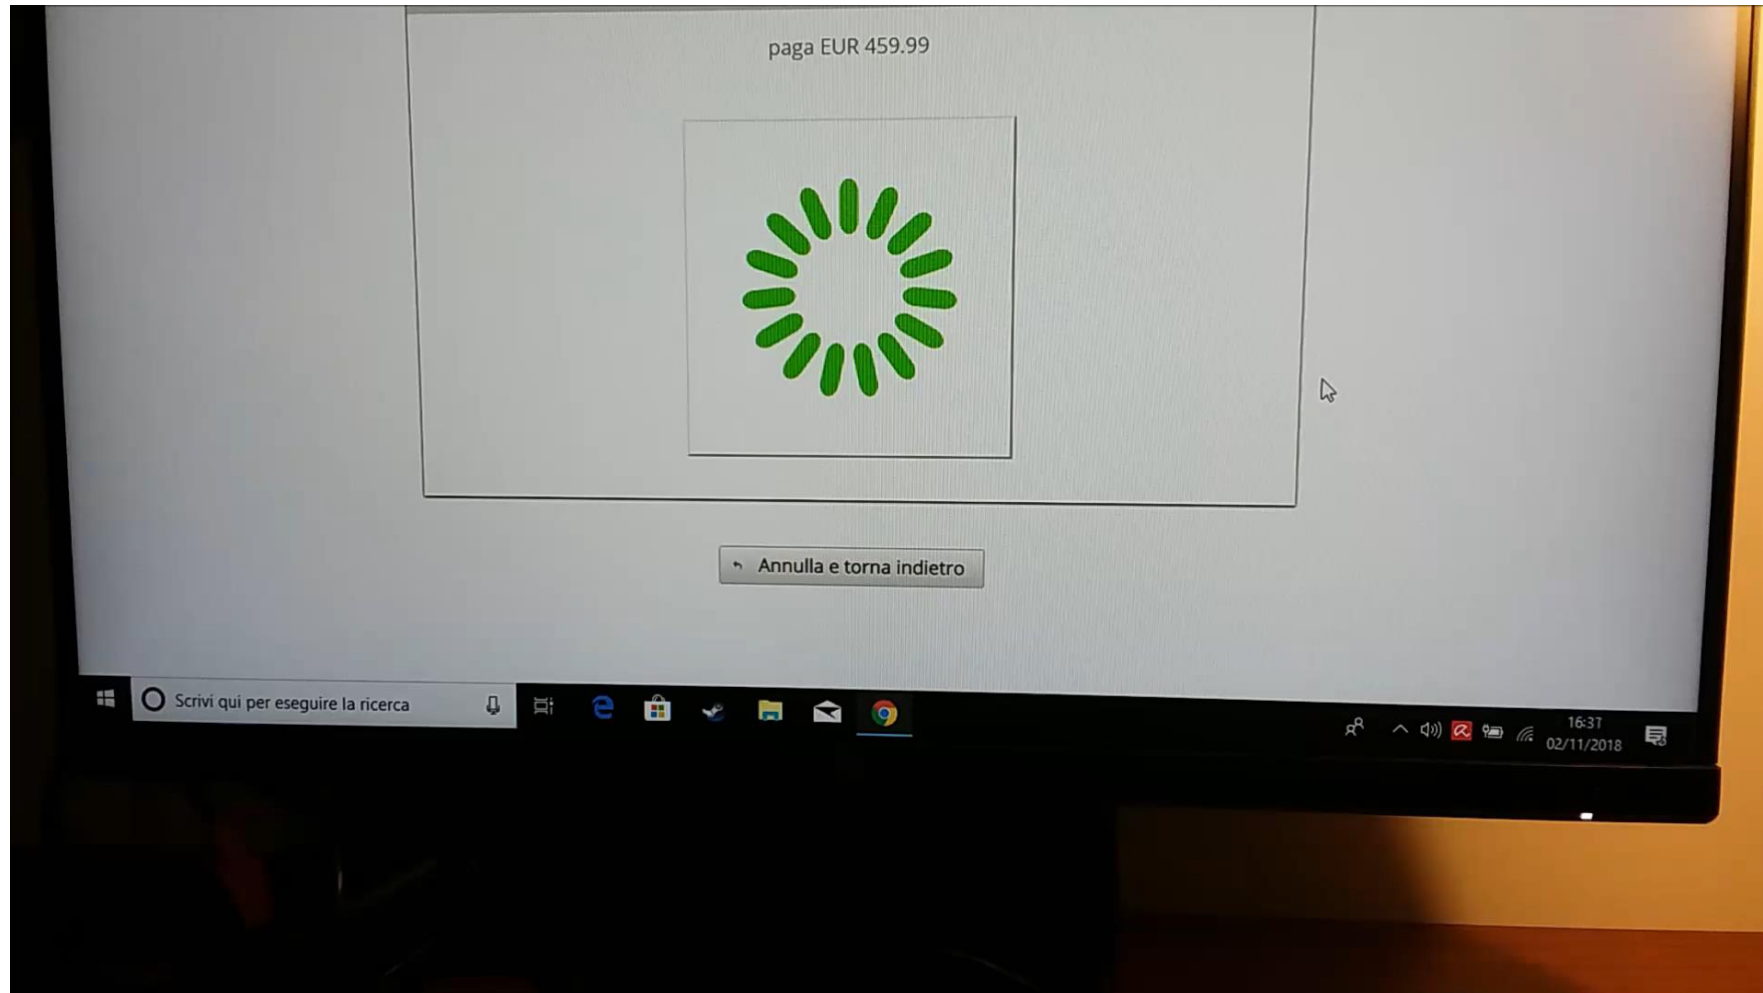 paga EUR 459.99
Annulla e torna indietro
Scrivi qui per eseguire la ricerca
16:37
02/11/2018